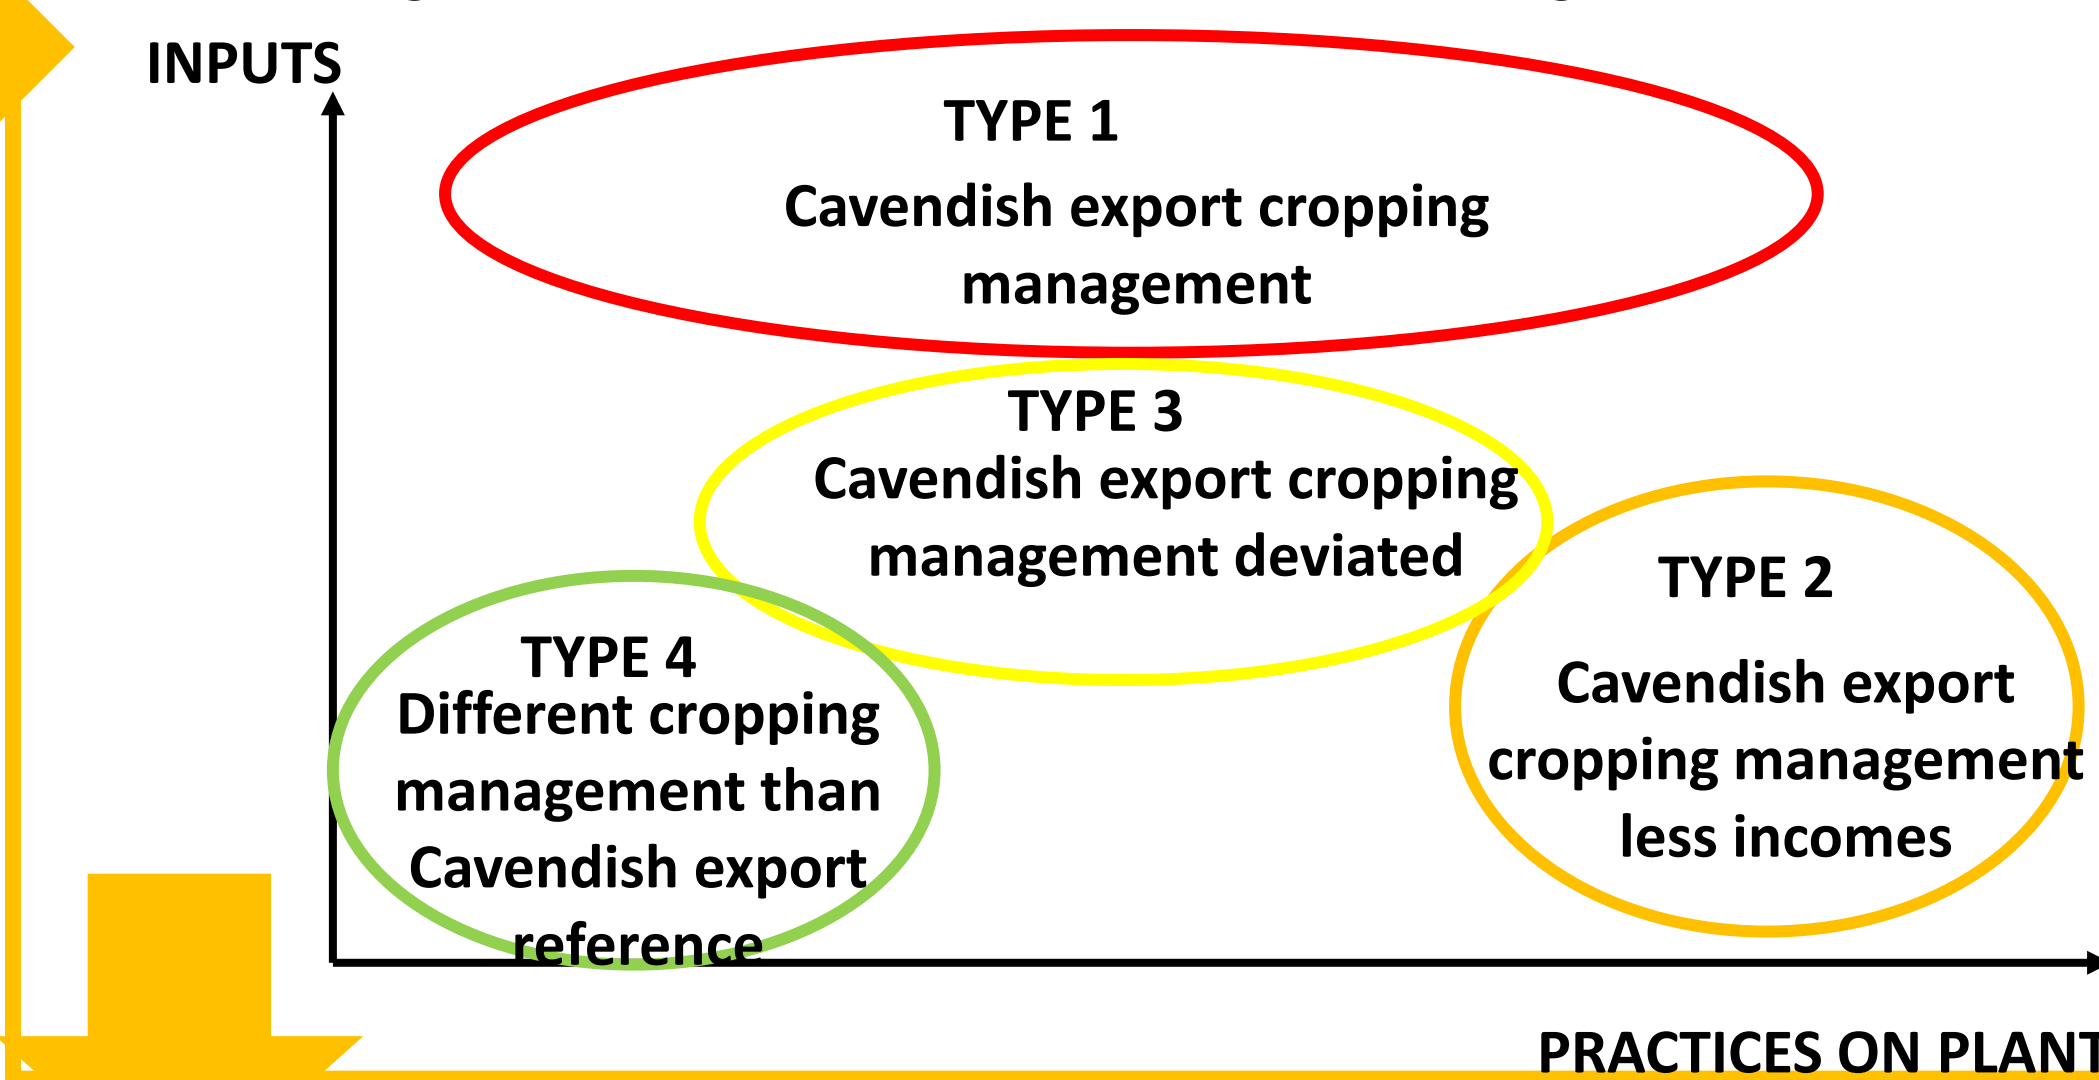 INPUTS
TYPE 1
Cavendish export cropping
management
TYPE 3
Cavendish export cropping
management deviated
TYPE 2
Cavendish export
cropping management
less incomes
TYPE 4
Different cropping
management than
Cavendish export
reference
PRACTICES ON PLANT